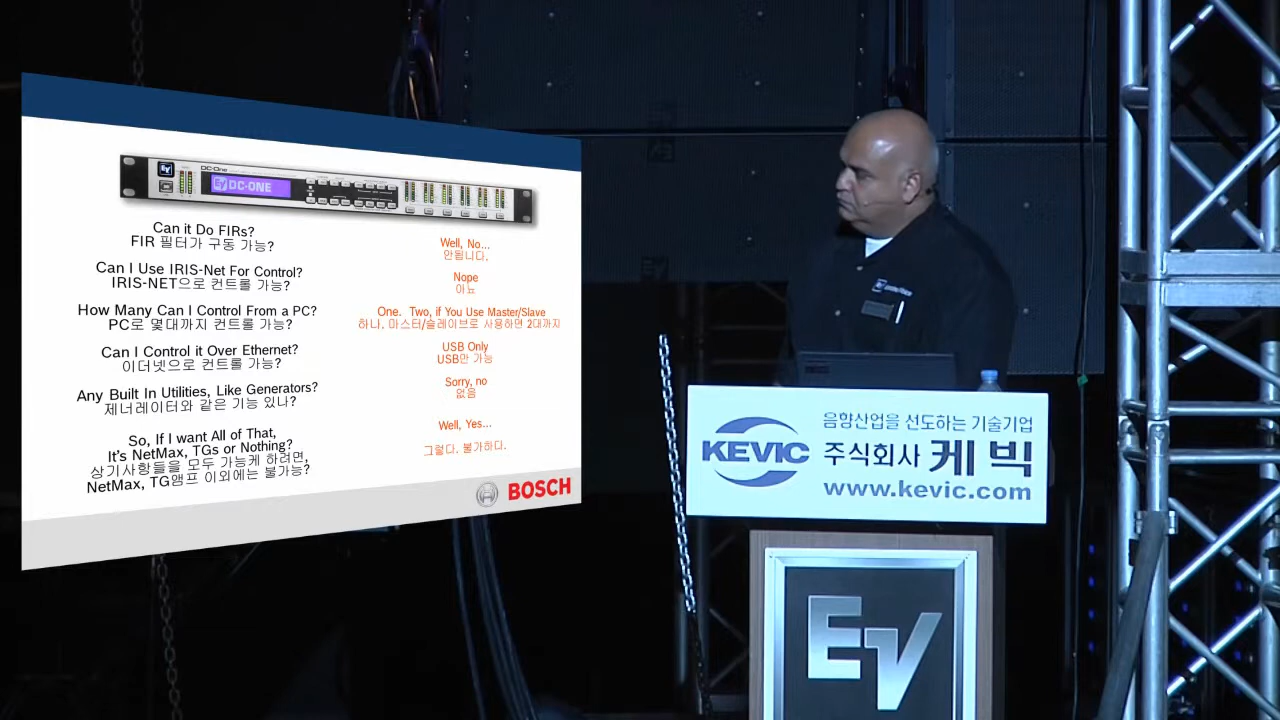 EV
DC-One
EV DC-ONE
Can it Do FIRs?
FIR 필터가 구동 가능?
Well, No...
안됩니다.
Can I Use IRIS-Net For Control?
IRIS-NET으로 컨트롤 가능?
Nope
아뇨
How Many Can I Control From a PC?
PC로 몇대까지 컨트롤 가능?
One. Two, if You Use Master/Slave
하나. 마스터/슬레이브로 사용하면 2대까지
Can I Control it Over Ethernet?
이더넷으로 컨트롤 가능?
USB Only
USB만 가능
Any Built In Utilities, Like Generators?
제너레이터와 같은 기능 있나?
Sorry, no
없음
So, If I want All of That,
It's NetMax, TGs or Nothing?
상기사항들을 모두 가능케 하려면,
NetMax, TG앰프 이외에는 불가능?
Well, Yes...
그렇다. 불가하다.
BOSCH
KEVIC
음향산업을 선도하는 기술기업
주식회사 케빅
www.kevic.com
EV